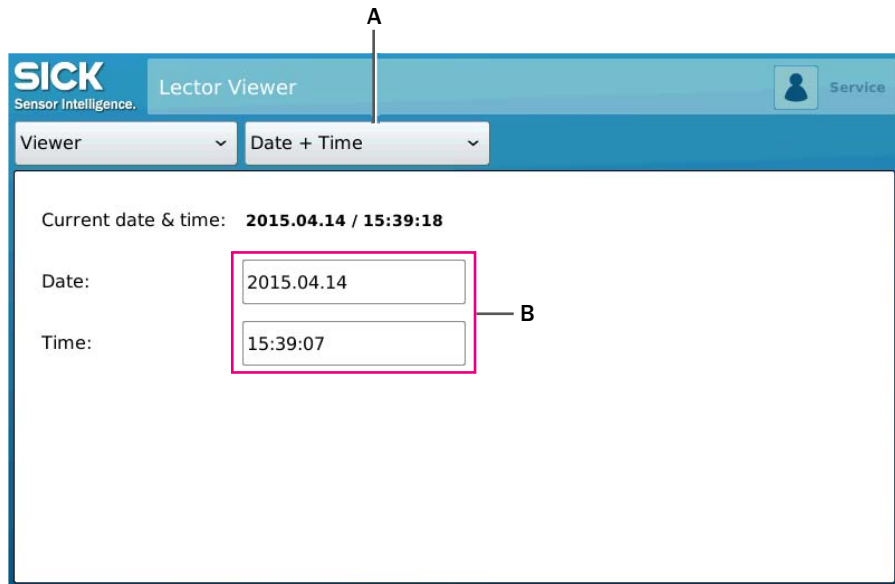 A
SICK
Sensor Intelligence.
Lector Viewer
Service
Viewer
Date + Time
Current date & time: 2015.04.14 / 15:39:18
Date: 2015.04.14
B
Time: 15:39:07